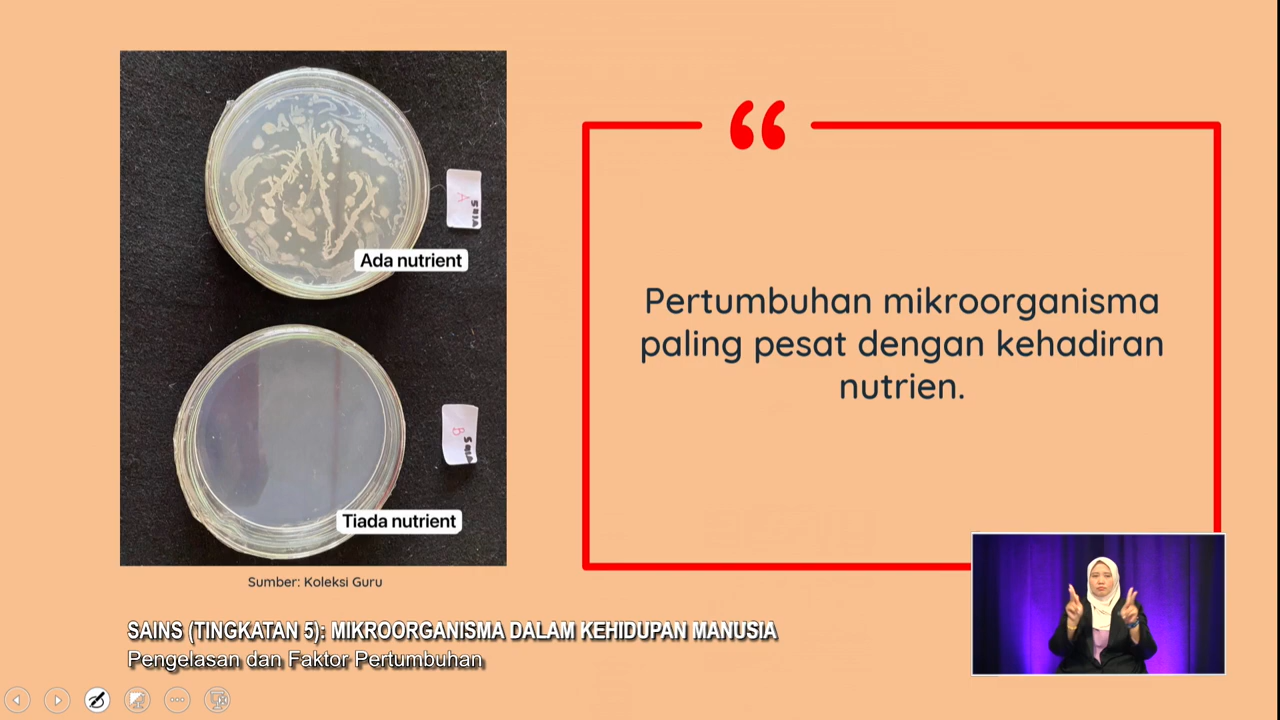 Ada nutrient
Tiada nutrient
Sumber: Koleksi Guru
“
Pertumbuhan mikroorganisma
paling pesat dengan kehadiran
nutrien.
SAINS (TINGKATAN 5): MIKROORGANISMA DALAM KEHIDUPAN MANUSIA
Pengelasan dan Faktor Pertumbuhan
A
B